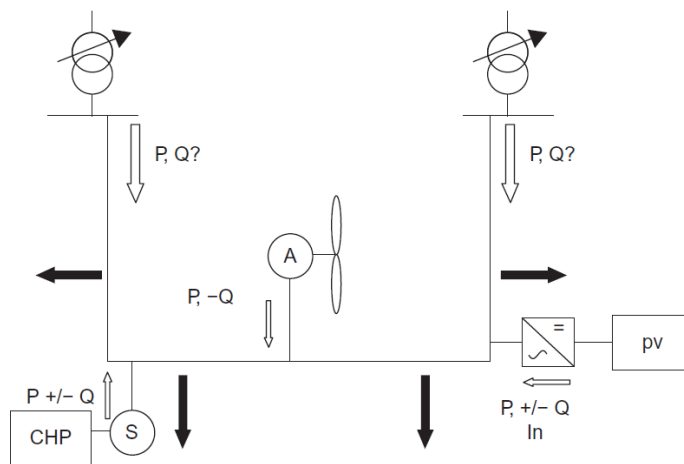 P, Q?
P, Q?
A
P, −Q
P +/− Q
CHP
S
=
pv
P, +/− Q
In